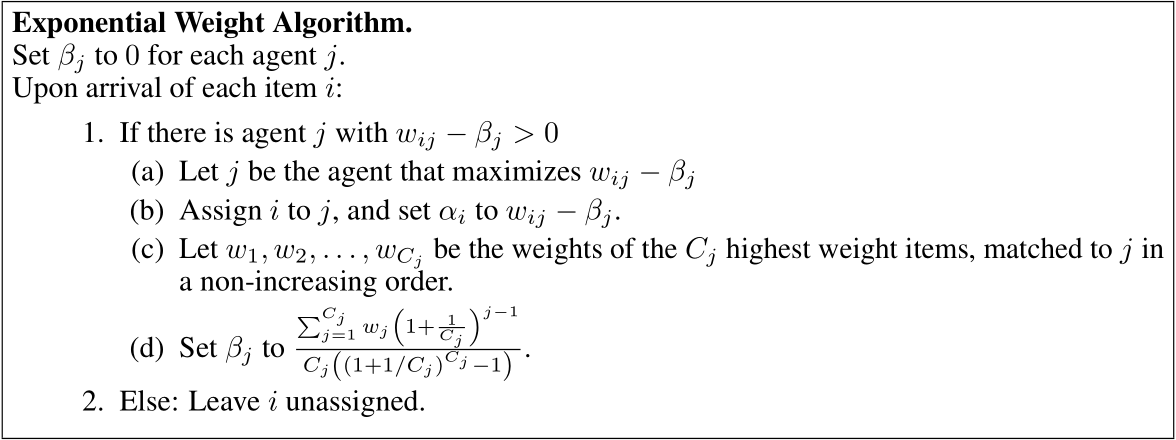 Exponential Weight Algorithm.
Set $\beta_j$ to 0 for each agent $j$.
Upon arrival of each item $i$:
1. If there is agent $j$ with $w_{ij} - \beta_j > 0$
(a) Let $j$ be the agent that maximizes $w_{ij} - \beta_j$
(b) Assign $i$ to $j$, and set $\alpha_i$ to $w_{ij} - \beta_j$.
(c) Let $w_1, w_2, \ldots, w_{C_j}$ be the weights of the $C_j$ highest weight items, matched to $j$ in
a non-increasing order.
(d) Set $\beta_j$ to $\frac{\sum_{j=1}^{C_j} w_j \left(1+\frac{1}{C_j}\right)^{j-1}}{C_j\left((1+1/C_j)^{C_j}-1\right)}$.
2. Else: Leave $i$ unassigned.